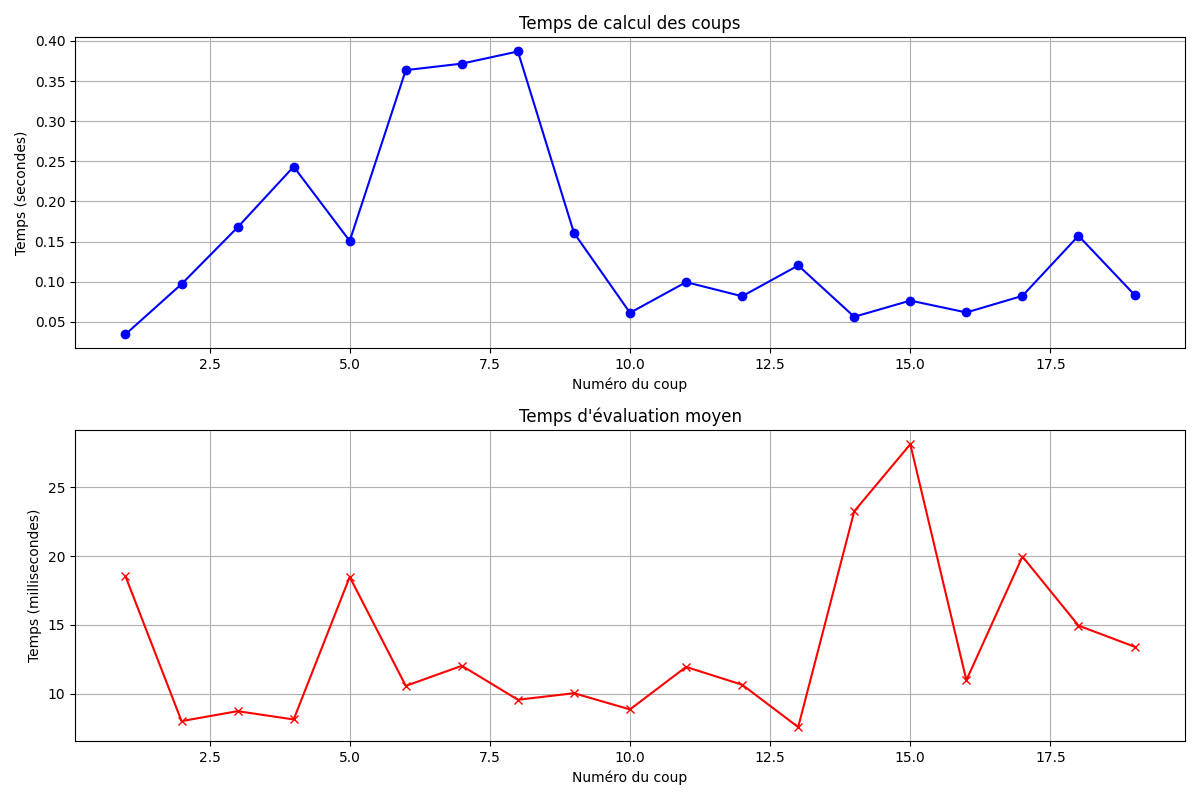 Temps de calcul des coups
0.40
0.35
0.30
0.25
0.20
0.15
0.10
0.05
Temps (secondes)
2.5 5.0 7.5 10.0 12.5 15.0 17.5
Numéro du coup
Temps d'évaluation moyen
25
20
15
10
Temps (millisecondes)
2.5 5.0 7.5 10.0 12.5 15.0 17.5
Numéro du coup